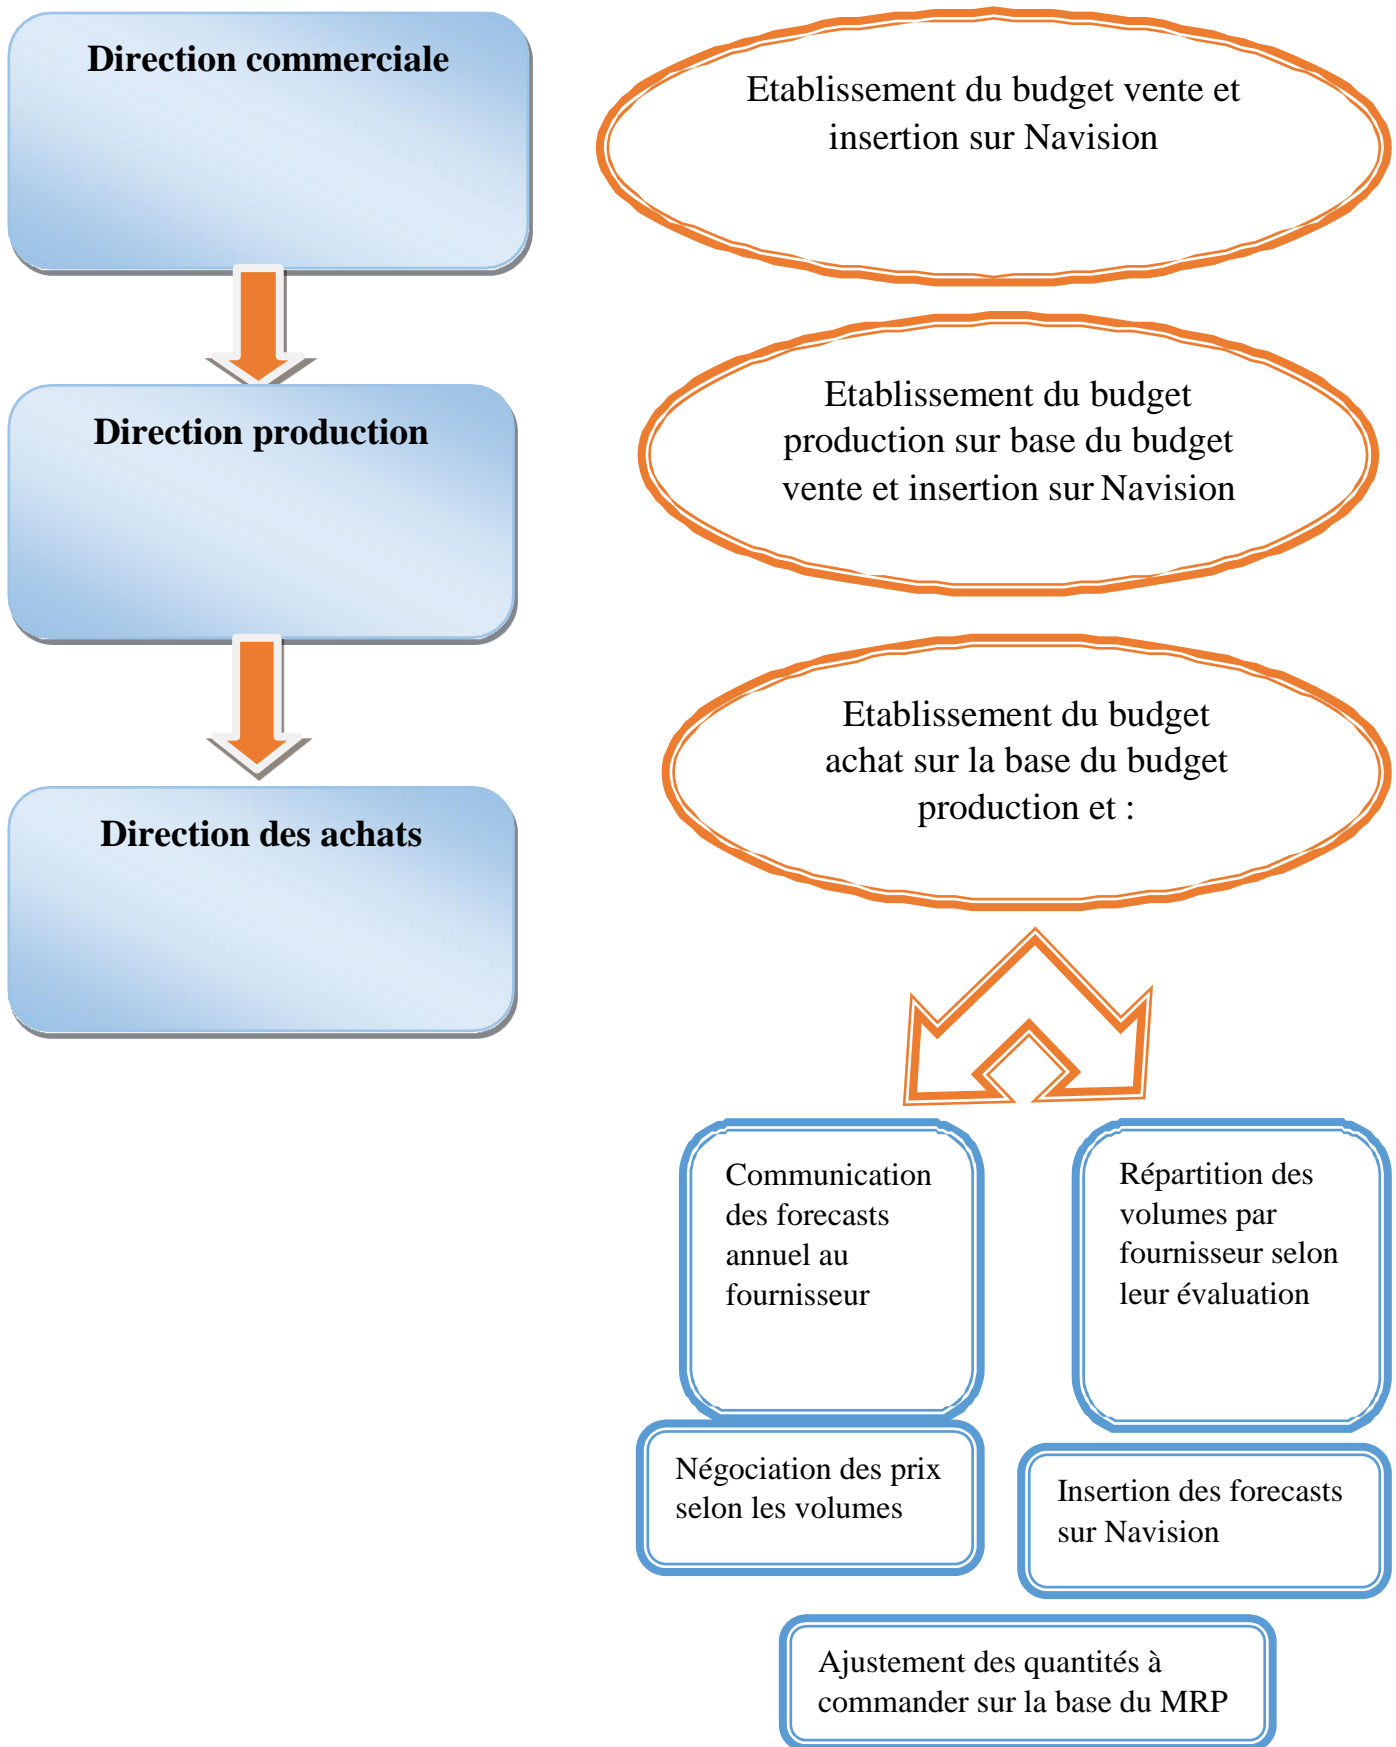 Direction commerciale
Etablissement du budget vente et
insertion sur Navision
Direction production
Etablissement du budget
production sur base du budget
vente et insertion sur Navision
Direction des achats
Etablissement du budget
achat sur la base du budget
production et :
Communication
des forecasts
annuel au
fournisseur
Répartition des
volumes par
fournisseur selon
leur évaluation
Négociation des prix
selon les volumes
Insertion des forecasts
sur Navision
Ajustement des quantités à
commander sur la base du MRP